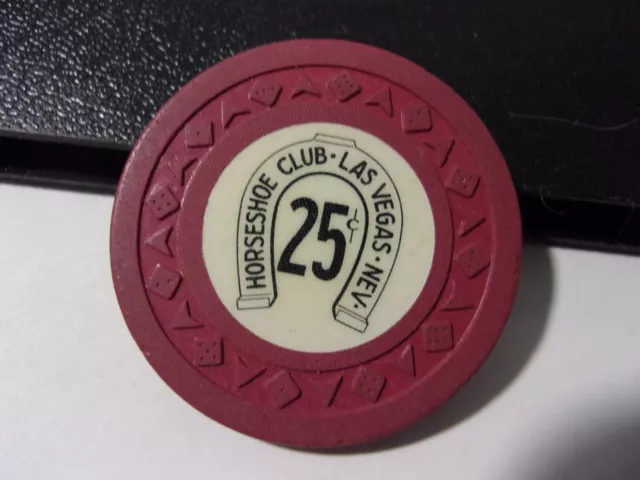 HORSESHOE CLUB · LAS VEGAS · NEV.
25¢